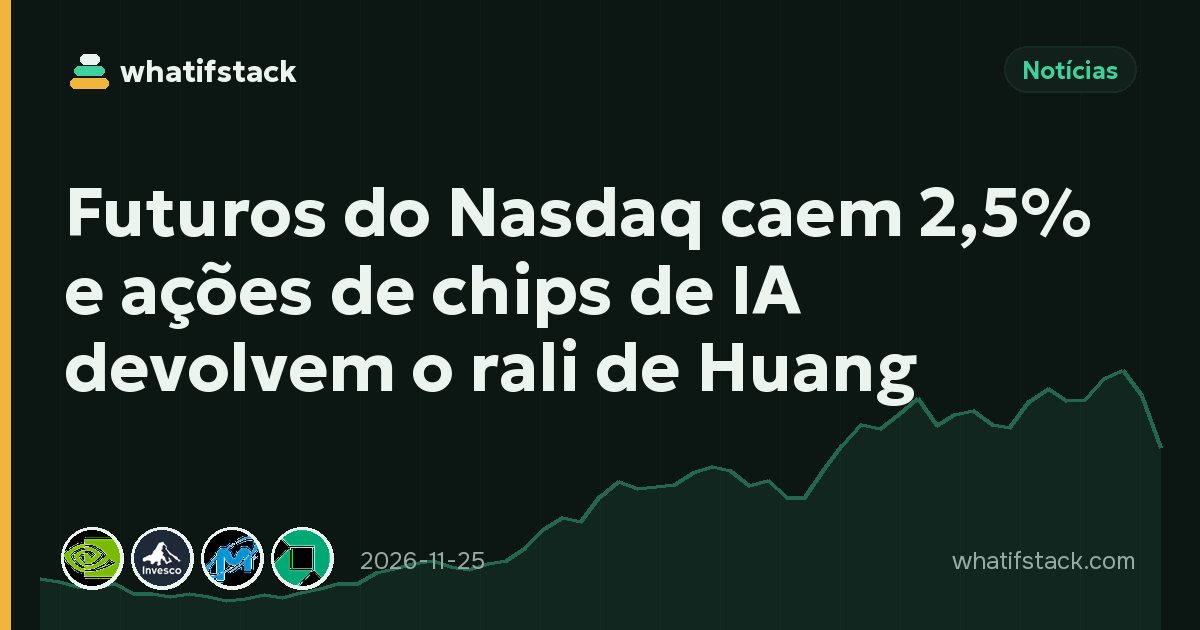 whatifstack
Notícias
Futuros do Nasdaq caem 2,5%
e ações de chips de IA
devolvem o rali de Huang
Invesco
2026-11-25
whatifstack.com